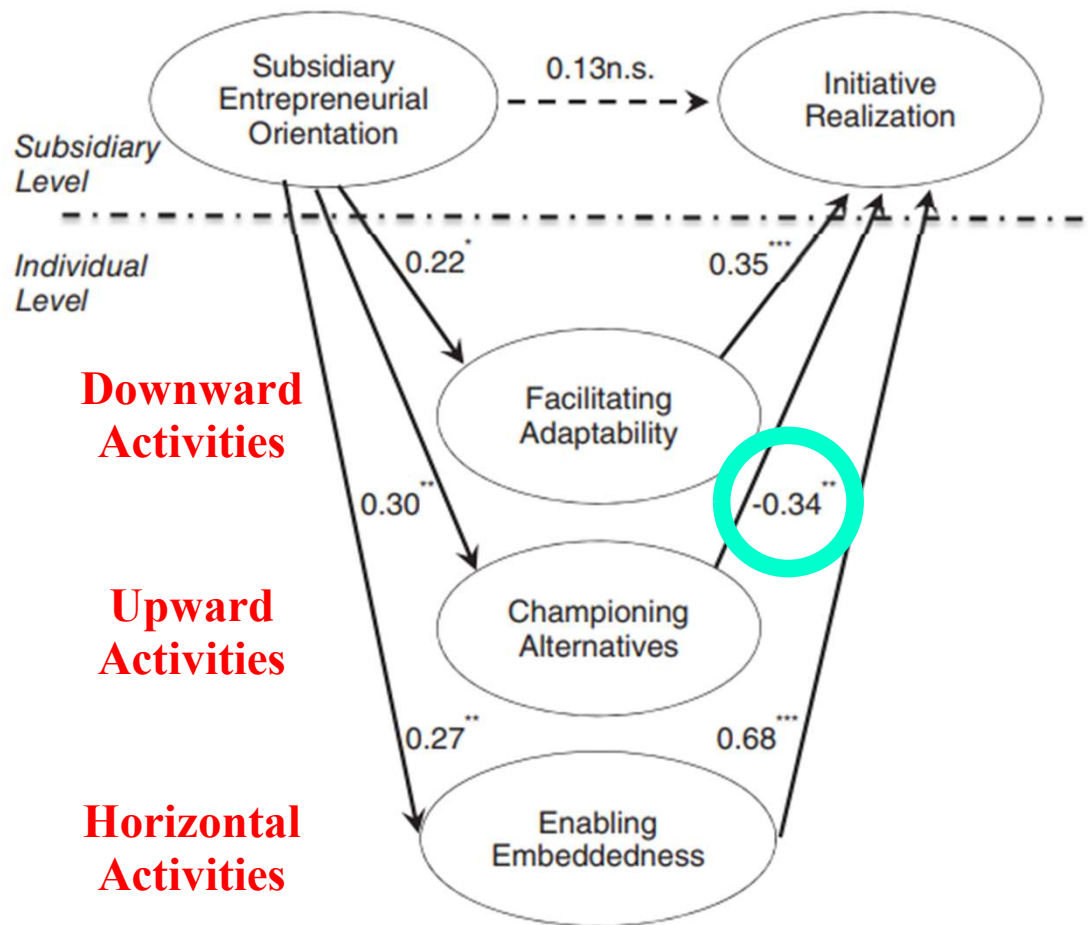 Subsidiary
Entrepreneurial
Orientation
0.13n.s.
Initiative
Realization
Subsidiary
Level
Individual
Level
0.22*
0.35***
Downward
Activities
Facilitating
Adaptability
0.30**
-0.34**
Upward
Activities
Championing
Alternatives
0.27**
0.68***
Horizontal
Activities
Enabling
Embeddedness